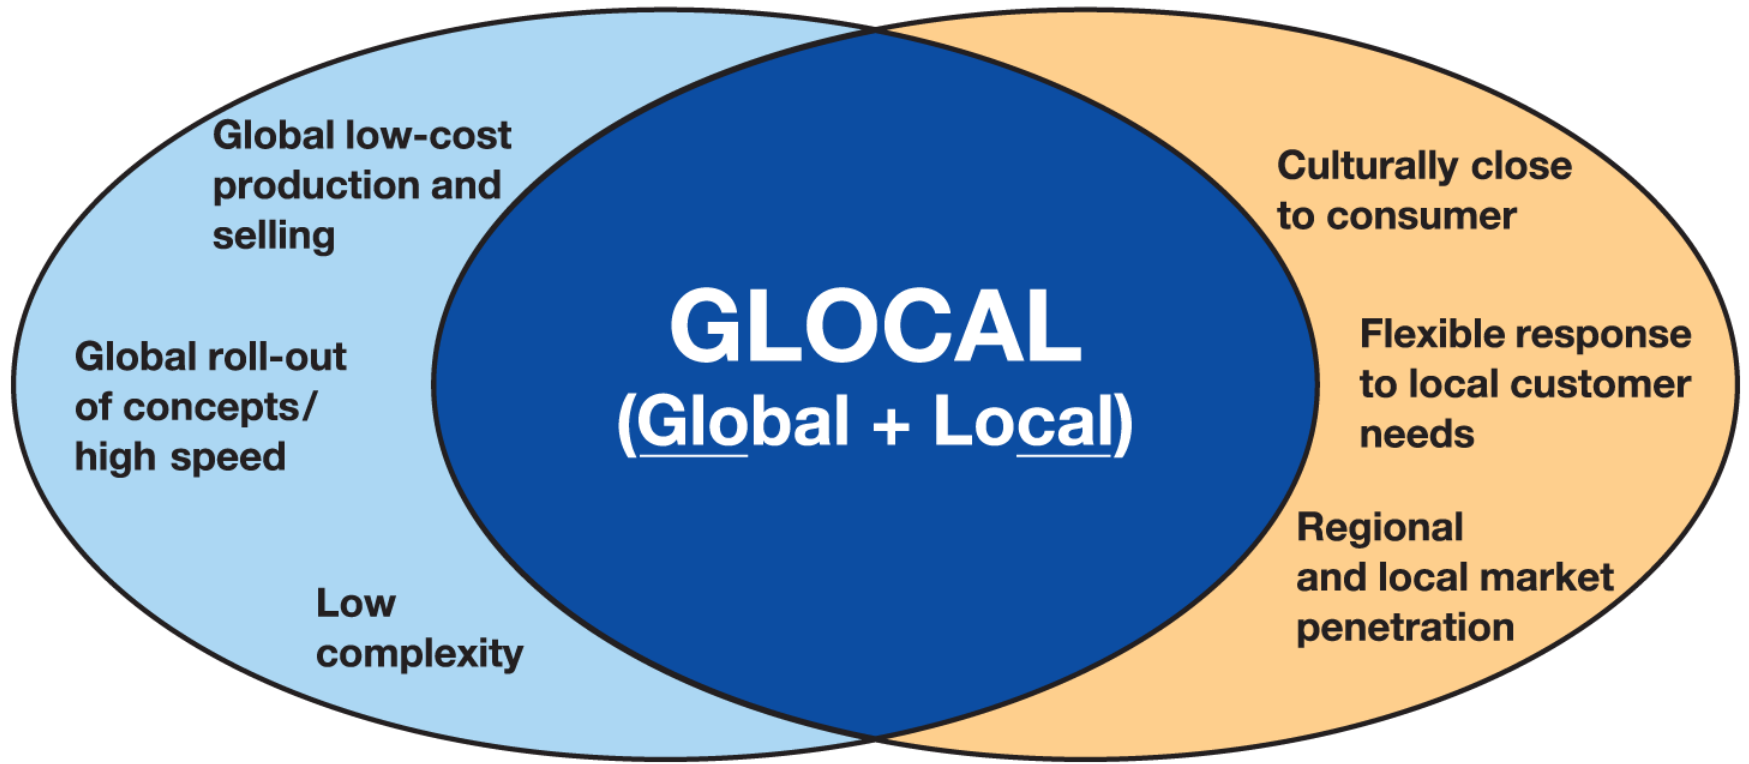 Global low-cost
production and
selling
Global roll-out
of concepts/
high speed
Low
complexity
GLOCAL
(Global + Local)
Culturally close
to consumer
Flexible response
to local customer
needs
Regional
and local market
penetration